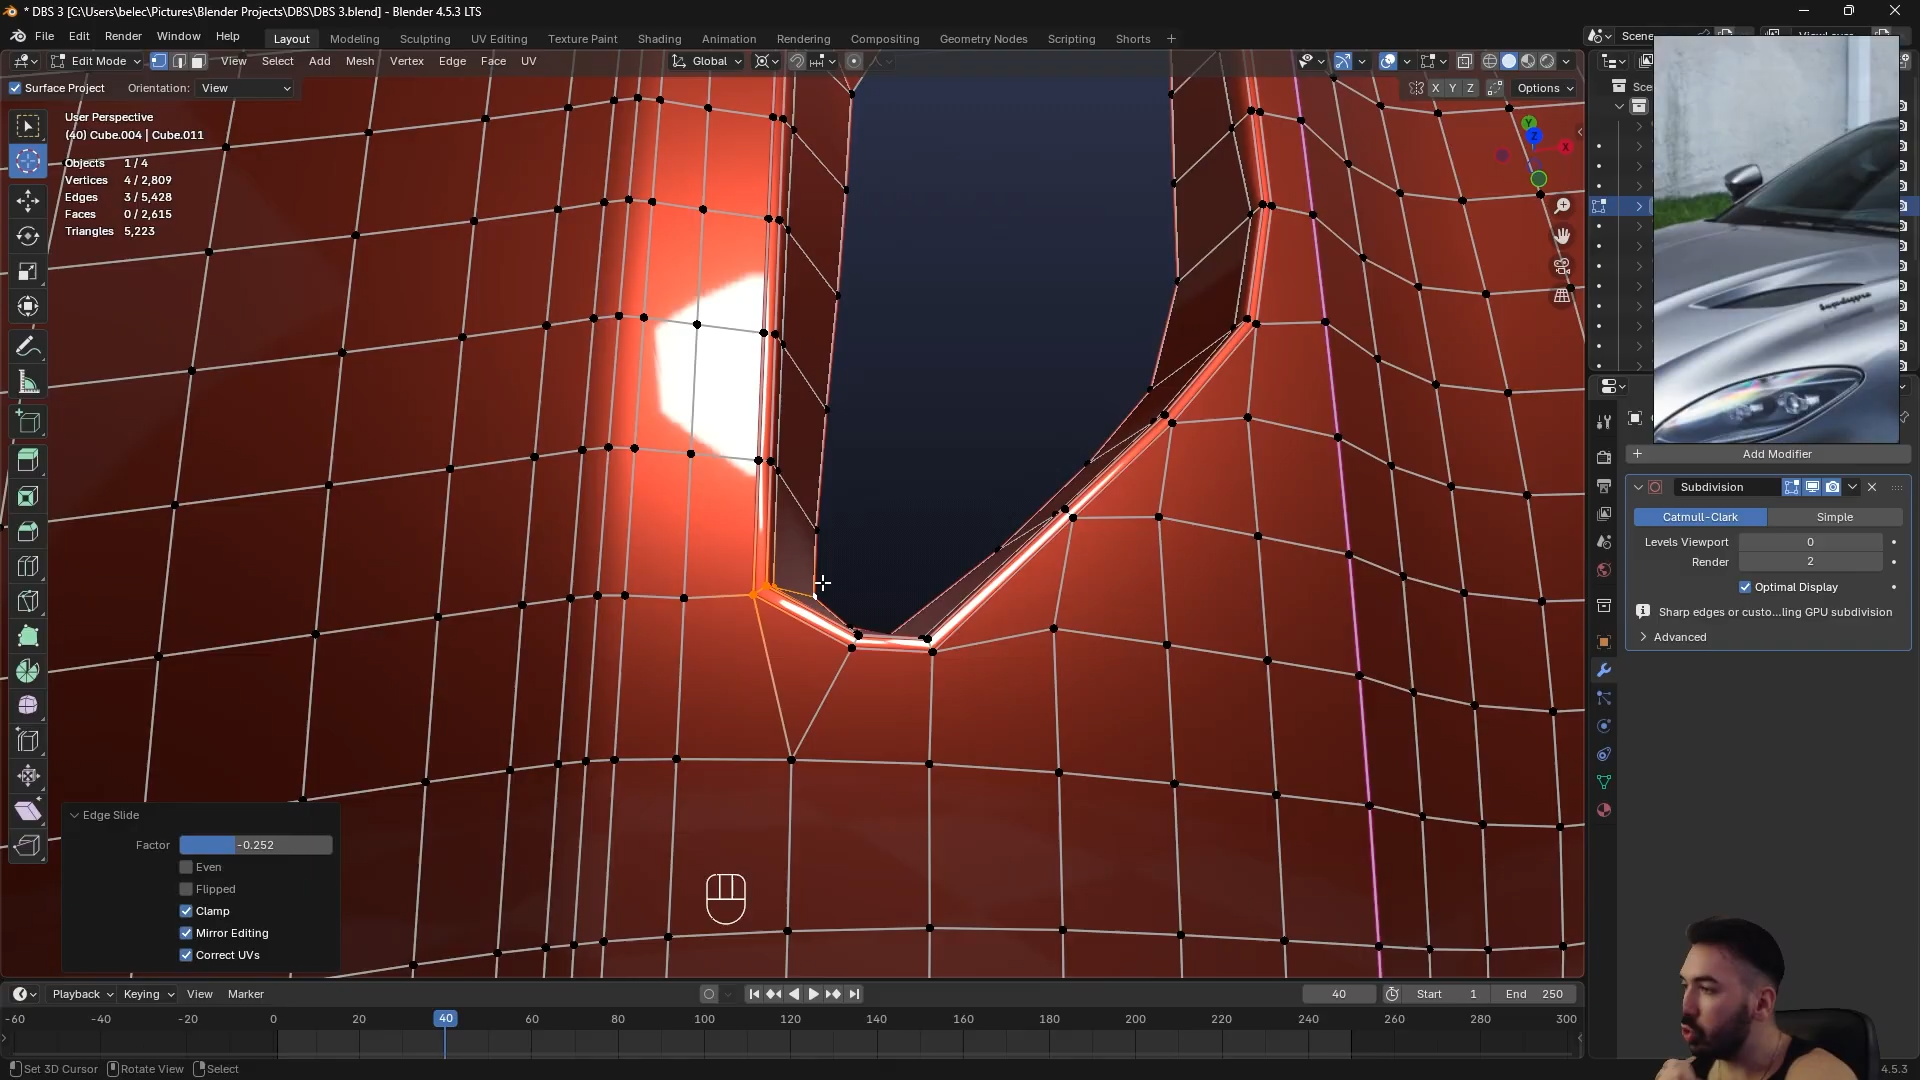 * DBS 3 [C:\Users\belec\Pictures\Blender Projects\DBS\DBS 3.blend] - Blender 4.5.3 LTS
File Edit Render Window Help Layout Modeling Sculpting UV Editing Texture Paint Shading Animation Rendering Compositing Geometry Nodes Scripting Shorts + Scene
Edit Mode View Select Add Mesh Vertex Edge Face UV Global
Surface Project Orientation: View X Y Z Options
User Perspective
(40) Cube.004 | Cube.011
Objects 1 / 4
Vertices 4 / 2,809
Edges 3 / 5,428
Faces 0 / 2,615
Triangles 5,223
Y
Z
X
Add Modifier
Subdivision
Catmull-Clark Simple
Levels Viewport 0
Render 2
Optimal Display
Sharp edges or custo...ling GPU subdivision
Advanced
Edge Slide
Factor -0.252
Even
Flipped
Clamp
Mirror Editing
Correct UVs
Playback Keying View Marker 40 Start 1 End 250
-60 -40 -20 0 20 40 60 80 100 120 140 160 180 200 220 240 260 280 300
Set 3D Cursor Rotate View Select 4.5.3